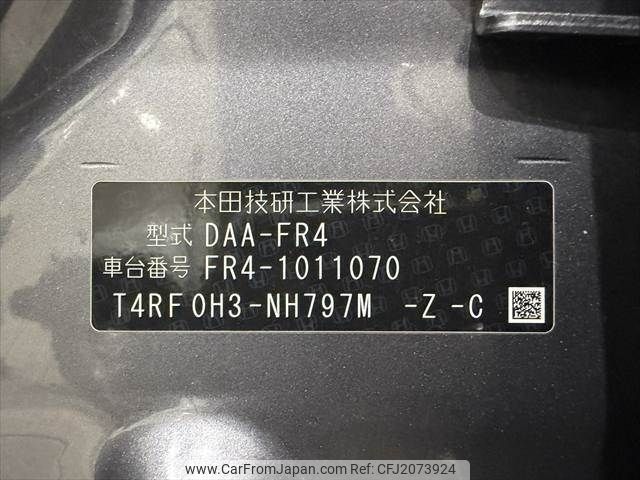 本田技研工業株式会社
型式 DAA-FR4
車台番号 FR4-1011070
T4RF0H3-NH797M -Z -C
www.CarFromJapan.com - CFJ2073924